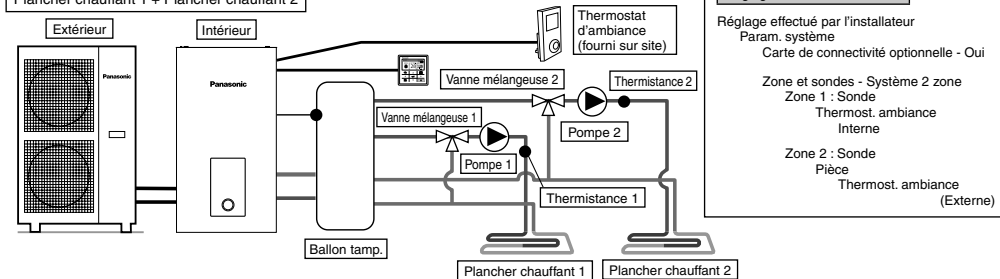 Plancher chauffant 1 + Plancher chauffant 2
Extérieur
Intérieur
Panasonic
Panasonic
Thermostat
d’ambiance
(fourni sur site)
Vanne mélangeuse 2
Thermistance 2
Vanne mélangeuse 1
Pompe 2
Pompe 1
Thermistance 1
Ballon tamp.
Plancher chauffant 1
Plancher chauffant 2
Réglage effectué par l’installateur
Param. système
Carte de connectivité optionnelle - Oui
Zone et sondes - Système 2 zone
Zone 1 : Sonde
Thermost. ambiance
Interne
Zone 2 : Sonde
Pièce
Thermost. ambiance
(Externe)